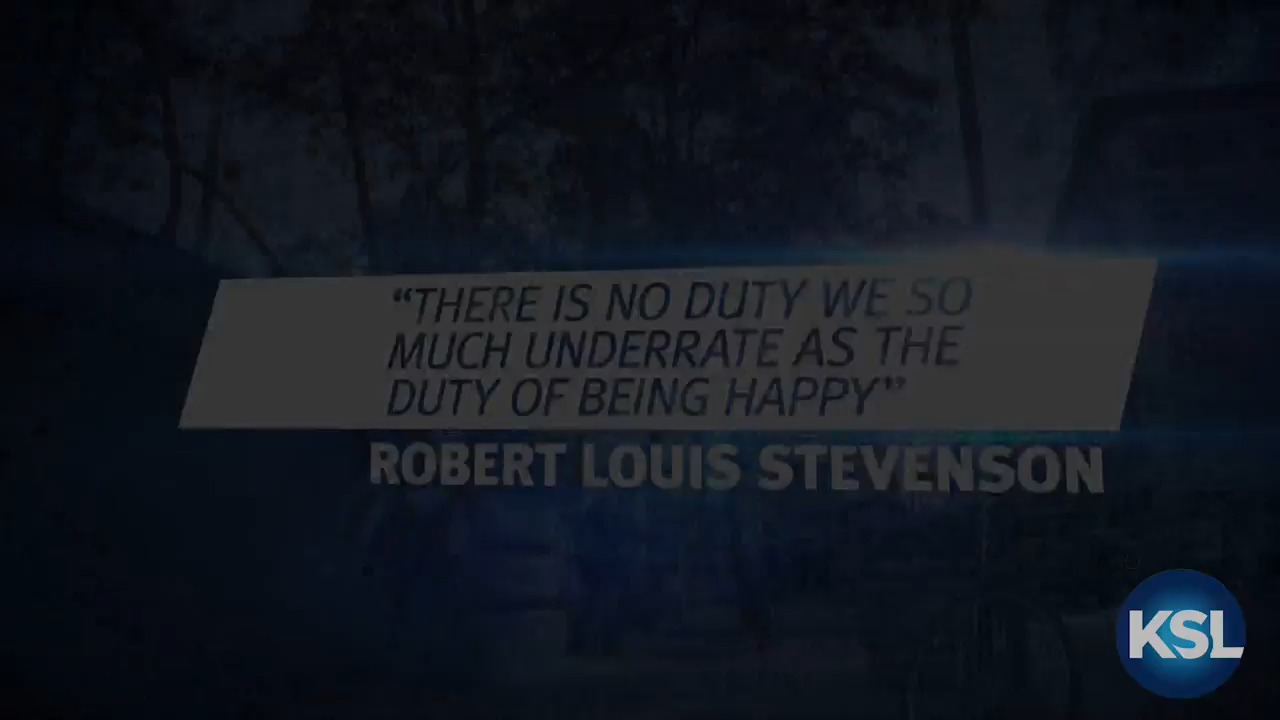 “THERE IS NO DUTY WE SO
MUCH UNDERRATE AS THE
DUTY OF BEING HAPPY”
ROBERT LOUIS STEVENSON
KSL